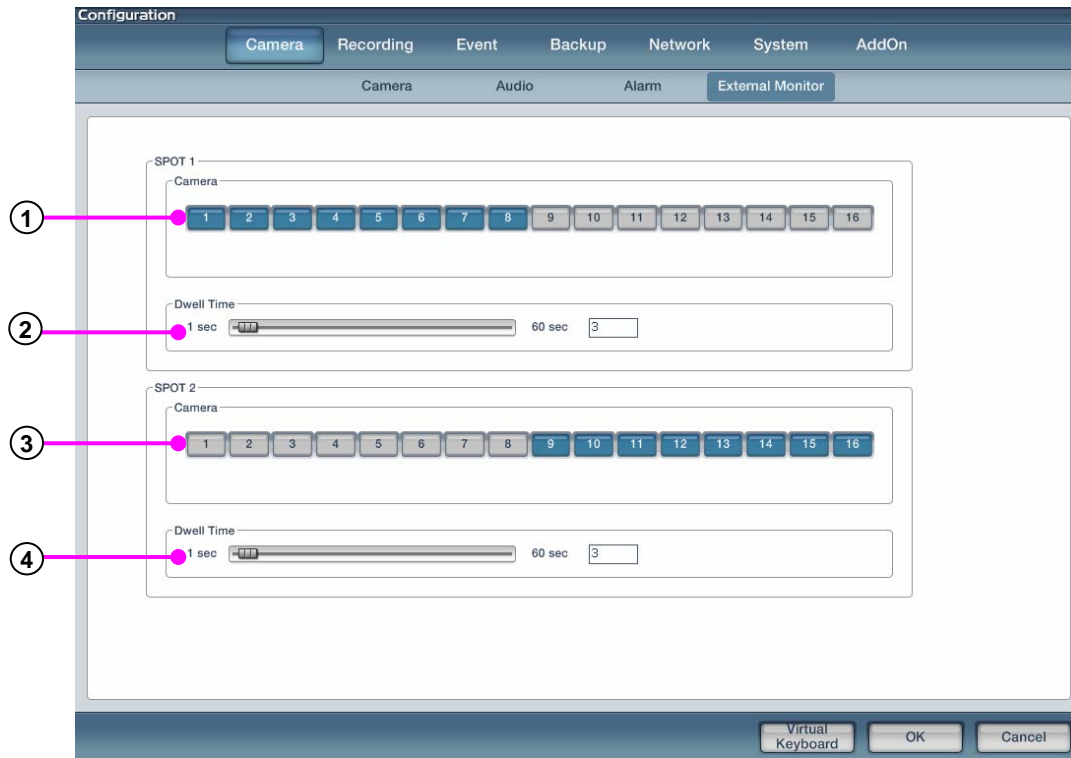 Configuration
Camera Recording Event Backup Network System AddOn
Camera Audio Alarm External Monitor
SPOT 1
Camera
1 1 2 3 4 5 6 7 8 9 10 11 12 13 14 15 16
Dwell Time
2 1 sec 60 sec 3
SPOT 2
Camera
3 1 2 3 4 5 6 7 8 9 10 11 12 13 14 15 16
Dwell Time
4 1 sec 60 sec 3
Virtual
Keyboard OK Cancel